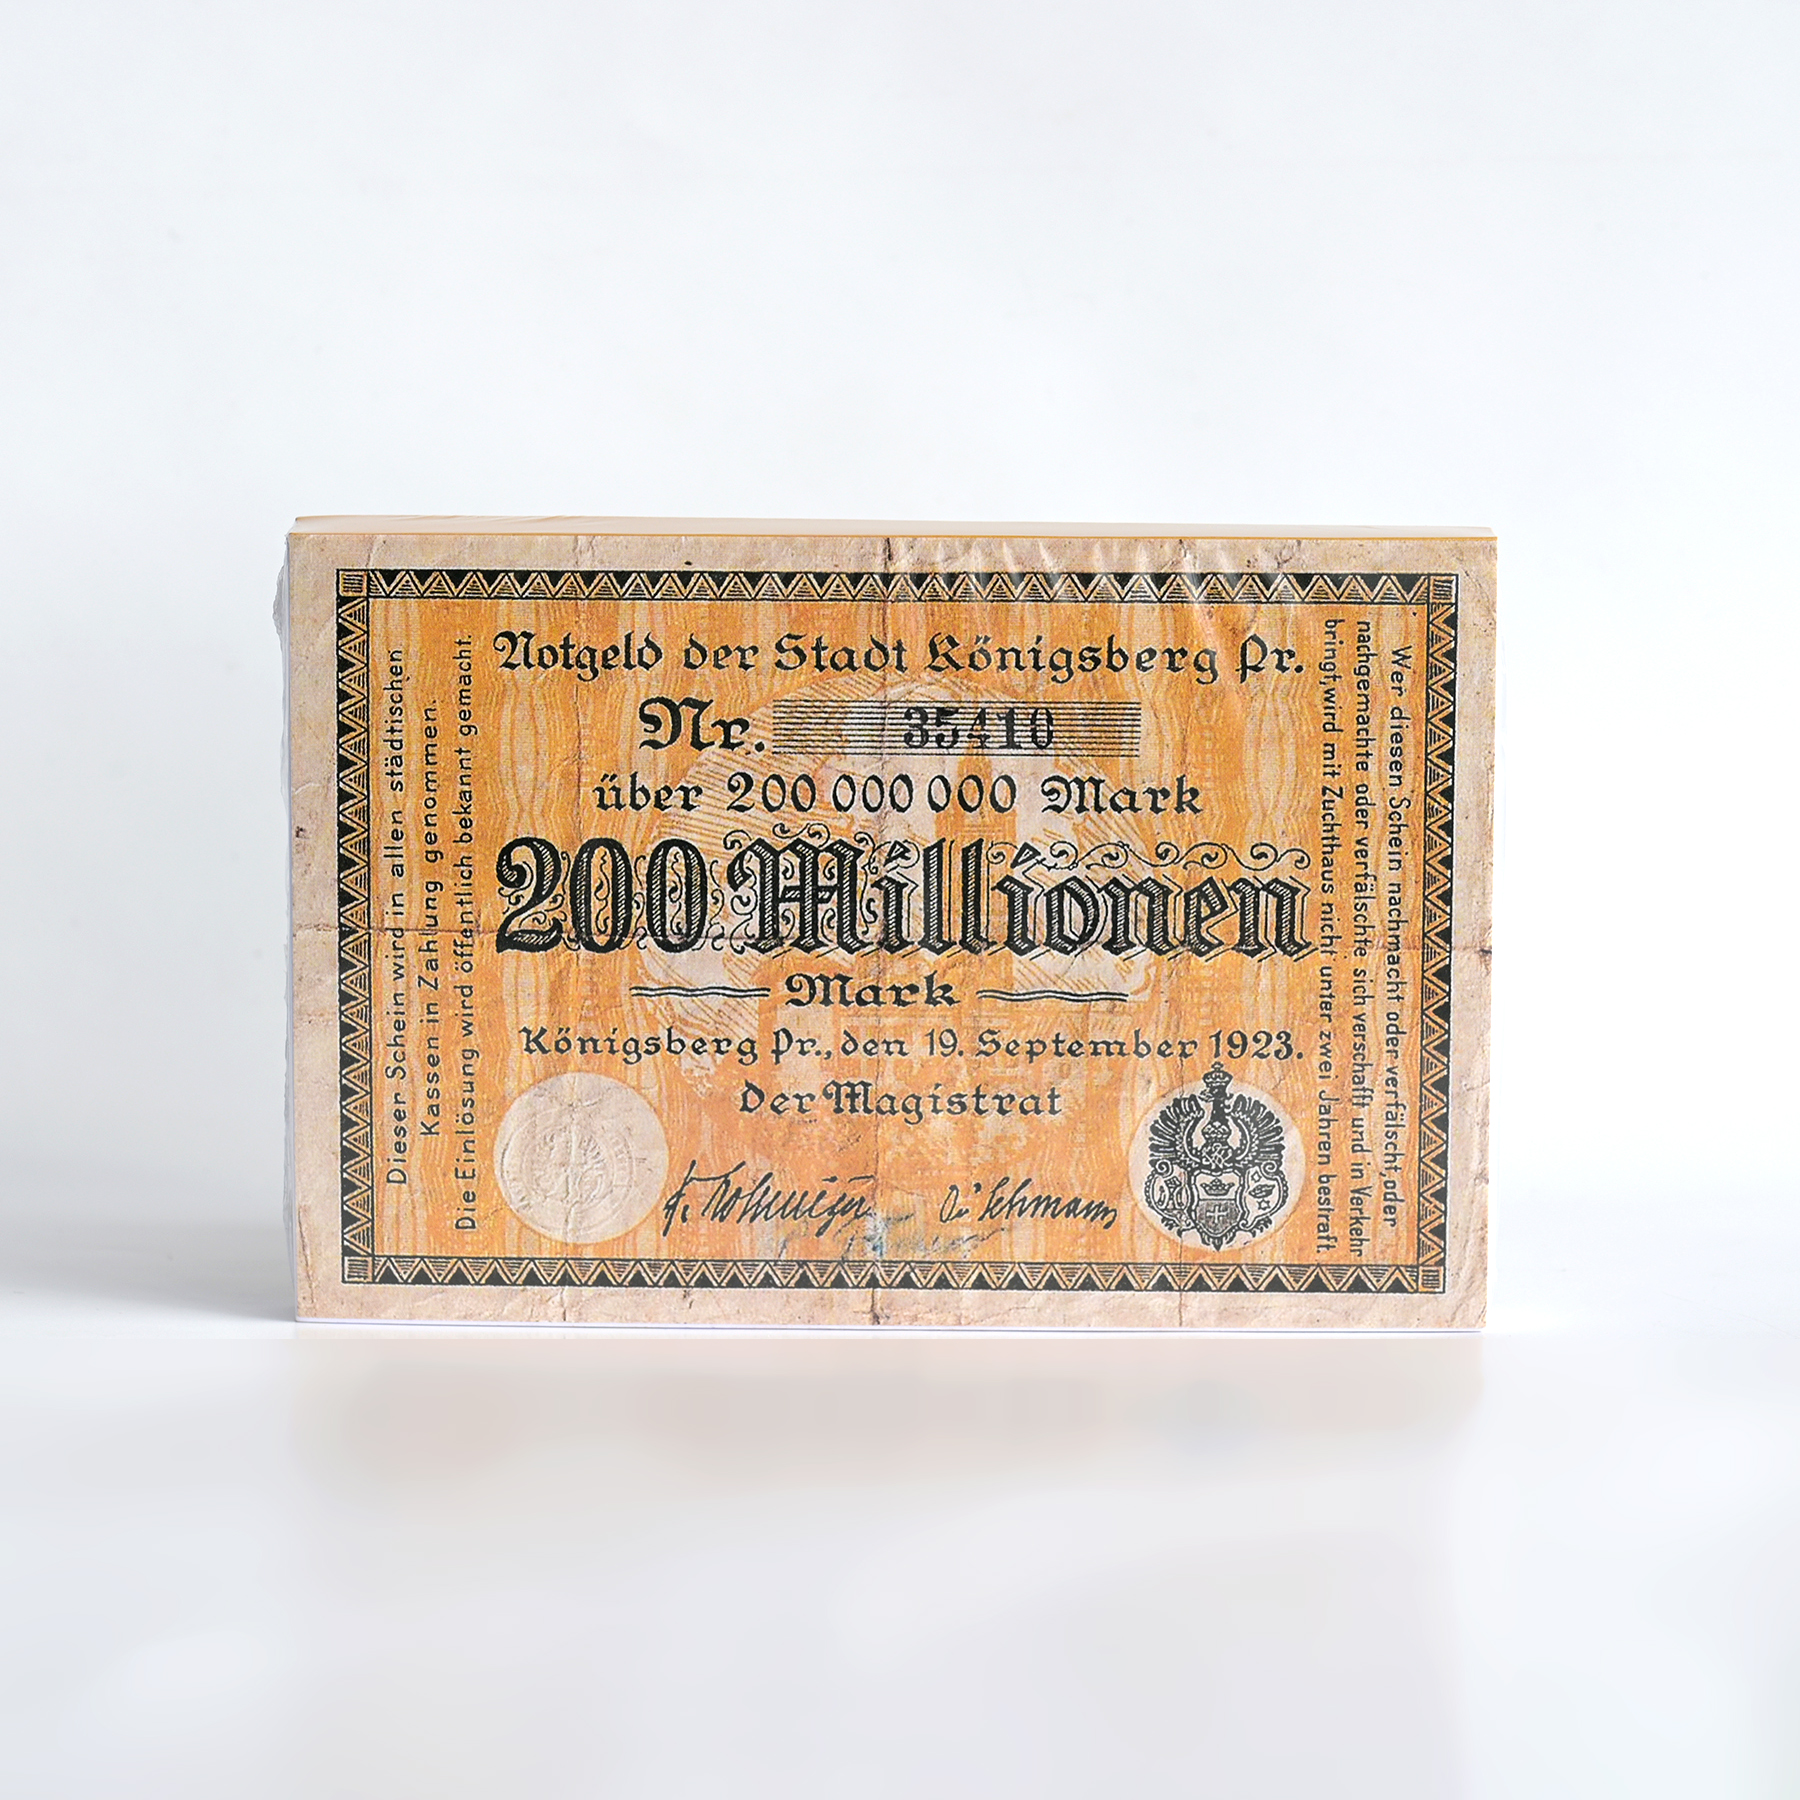 Notgeld der Stadt Königsberg Pr.
Nr. 35410
über 200 000 000 Mark
200 Millionen
Mark
Königsberg Pr., den 19. September 1923.
Der Magistrat
Lehmann
Dieser Schein wird in allen städtischen
Kassen in Zahlung genommen.
Die Einlösung wird öffentlich bekannt gemacht.
Wer diesen Schein nachmacht oder verfälscht, oder
nachgemachte oder verfälschte sich verschafft und in Verkehr
bringt, wird mit Zuchthaus nicht unter zwei Jahren bestraft.